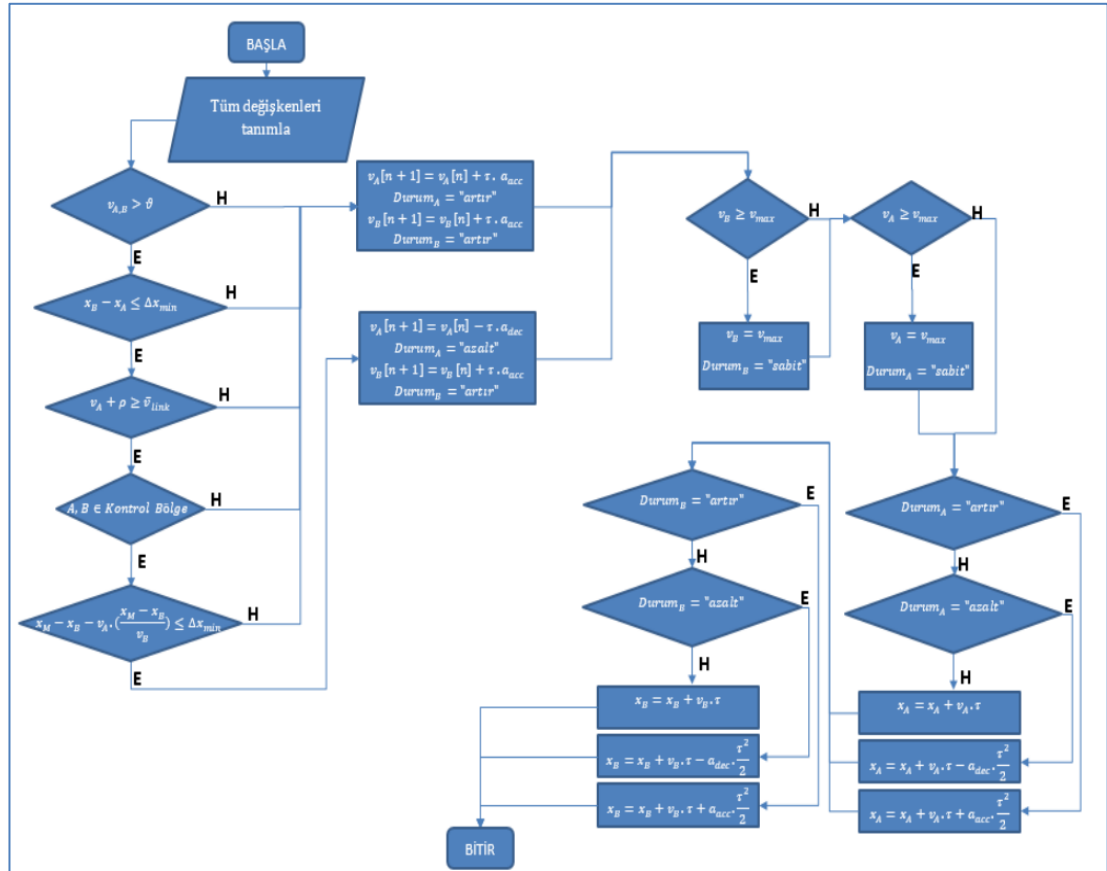 BAŞLA
Tüm değişkenleri
tanımla
v_A,B > ϑ
H
E
x_B − x_A ≤ Δx_min
H
E
v_A + ρ ≥ v̄_link
H
E
A, B ∈ Kontrol Bölge
H
E
x_M − x_B − v_A.((x_M − x_B)/v_B) ≤ Δx_min
H
E
v_A[n + 1] = v_A[n] + τ. a_acc
Durum_A = "artır"
v_B[n + 1] = v_B[n] + τ. a_acc
Durum_B = "artır"
v_A[n + 1] = v_A[n] − τ. a_dec
Durum_A = "azalt"
v_B[n + 1] = v_B[n] + τ. a_acc
Durum_B = "artır"
v_B ≥ v_max
H
E
v_B = v_max
Durum_B = "sabit"
v_A ≥ v_max
H
E
v_A = v_max
Durum_A = "sabit"
Durum_A = "artır"
E
H
Durum_A = "azalt"
E
H
x_A = x_A + v_A.τ
x_A = x_A + v_A.τ − a_dec.τ²/2
x_A = x_A + v_A.τ + a_acc.τ²/2
Durum_B = "artır"
E
H
Durum_B = "azalt"
E
H
x_B = x_B + v_B.τ
x_B = x_B + v_B.τ − a_dec.τ²/2
x_B = x_B + v_B.τ + a_acc.τ²/2
BİTİR